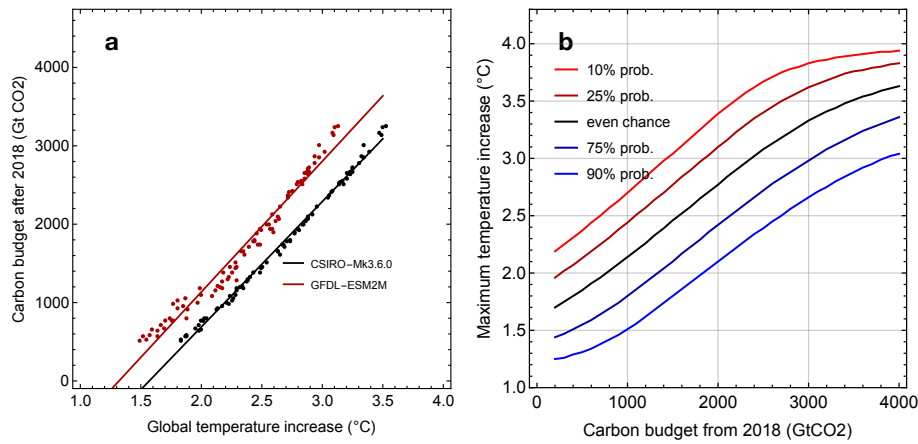 a
Carbon budget after 2018 (Gt CO2)
4000
3000
2000
1000
0
CSIRO−Mk3.6.0
GFDL−ESM2M
1.0 1.5 2.0 2.5 3.0 3.5 4.0
Global temperature increase (°C)
b
Maximum temperature increase (°C)
4.0
3.5
3.0
2.5
2.0
1.5
1.0
10% prob.
25% prob.
even chance
75% prob.
90% prob.
0 1000 2000 3000 4000
Carbon budget from 2018 (GtCO2)